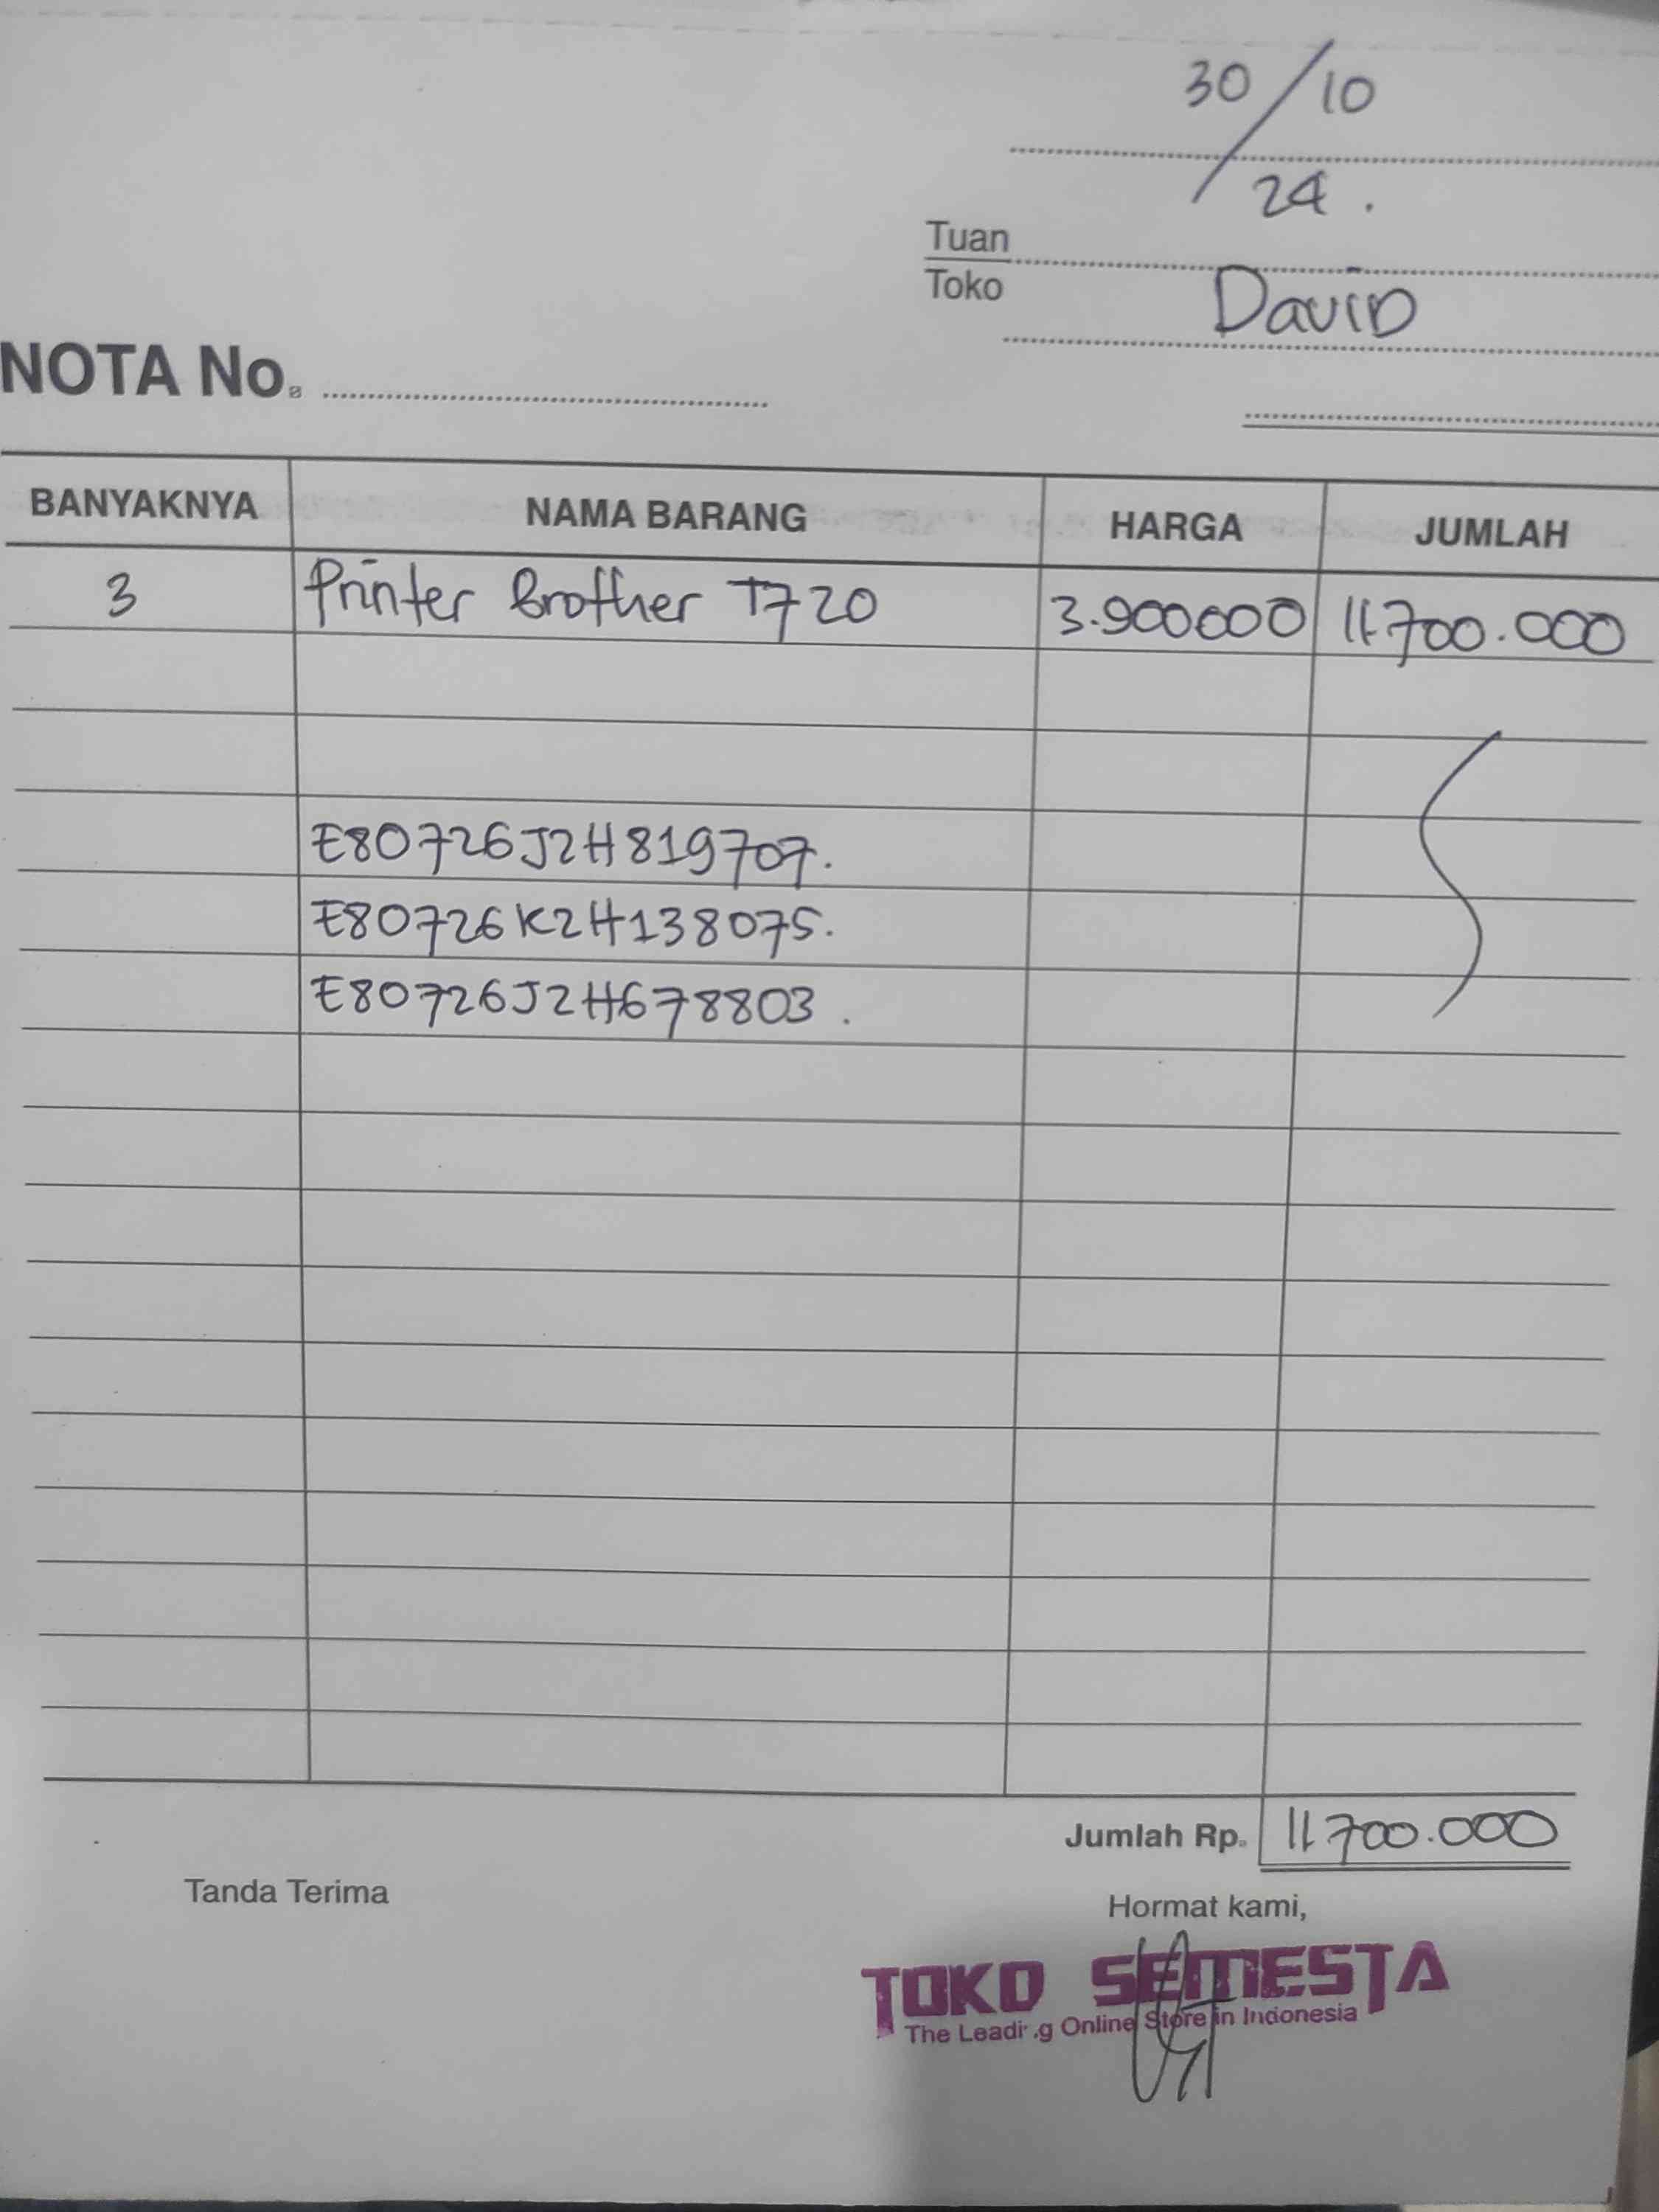 30/10
24.
Tuan
Toko
David
NOTA No.
BANYAKNYA NAMA BARANG HARGA JUMLAH
3 Printer Brother T720 3.900000 11.700.000
E80726J2H819707.
E80726K2H138075.
E80726J2H678803.
Jumlah Rp. 11.700.000
Tanda Terima Hormat kami,
TOKO SEMESTA
The Leading Online Store in Indonesia